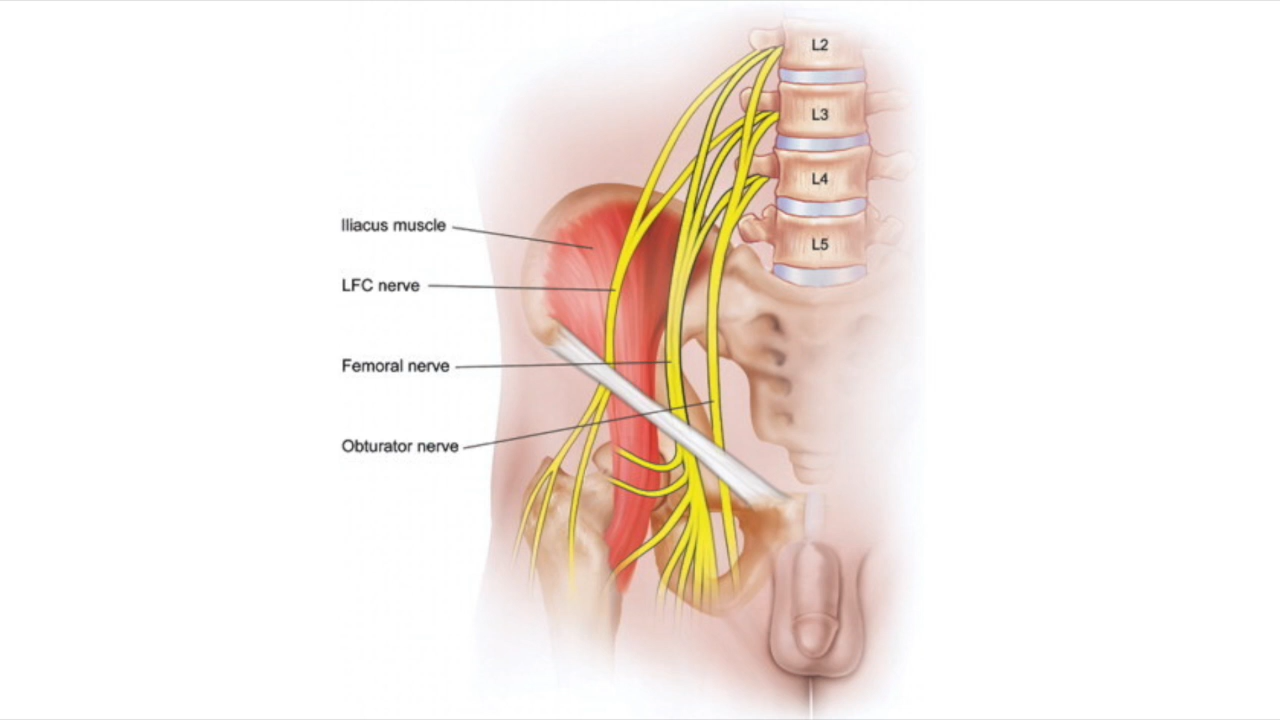 L2
L3
L4
L5
Iliacus muscle
LFC nerve
Femoral nerve
Obturator nerve